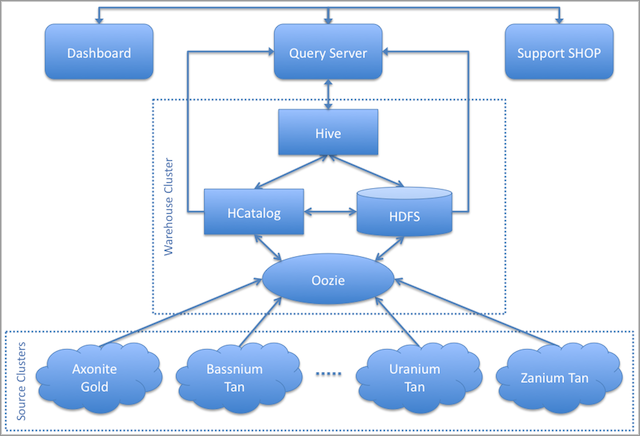 Dashboard
Query Server
Support SHOP
Warehouse Cluster
Hive
HCatalog
HDFS
Oozie
Source Clusters
Axonite
Gold
Bassnium
Tan
.....
Uranium
Tan
Zanium Tan